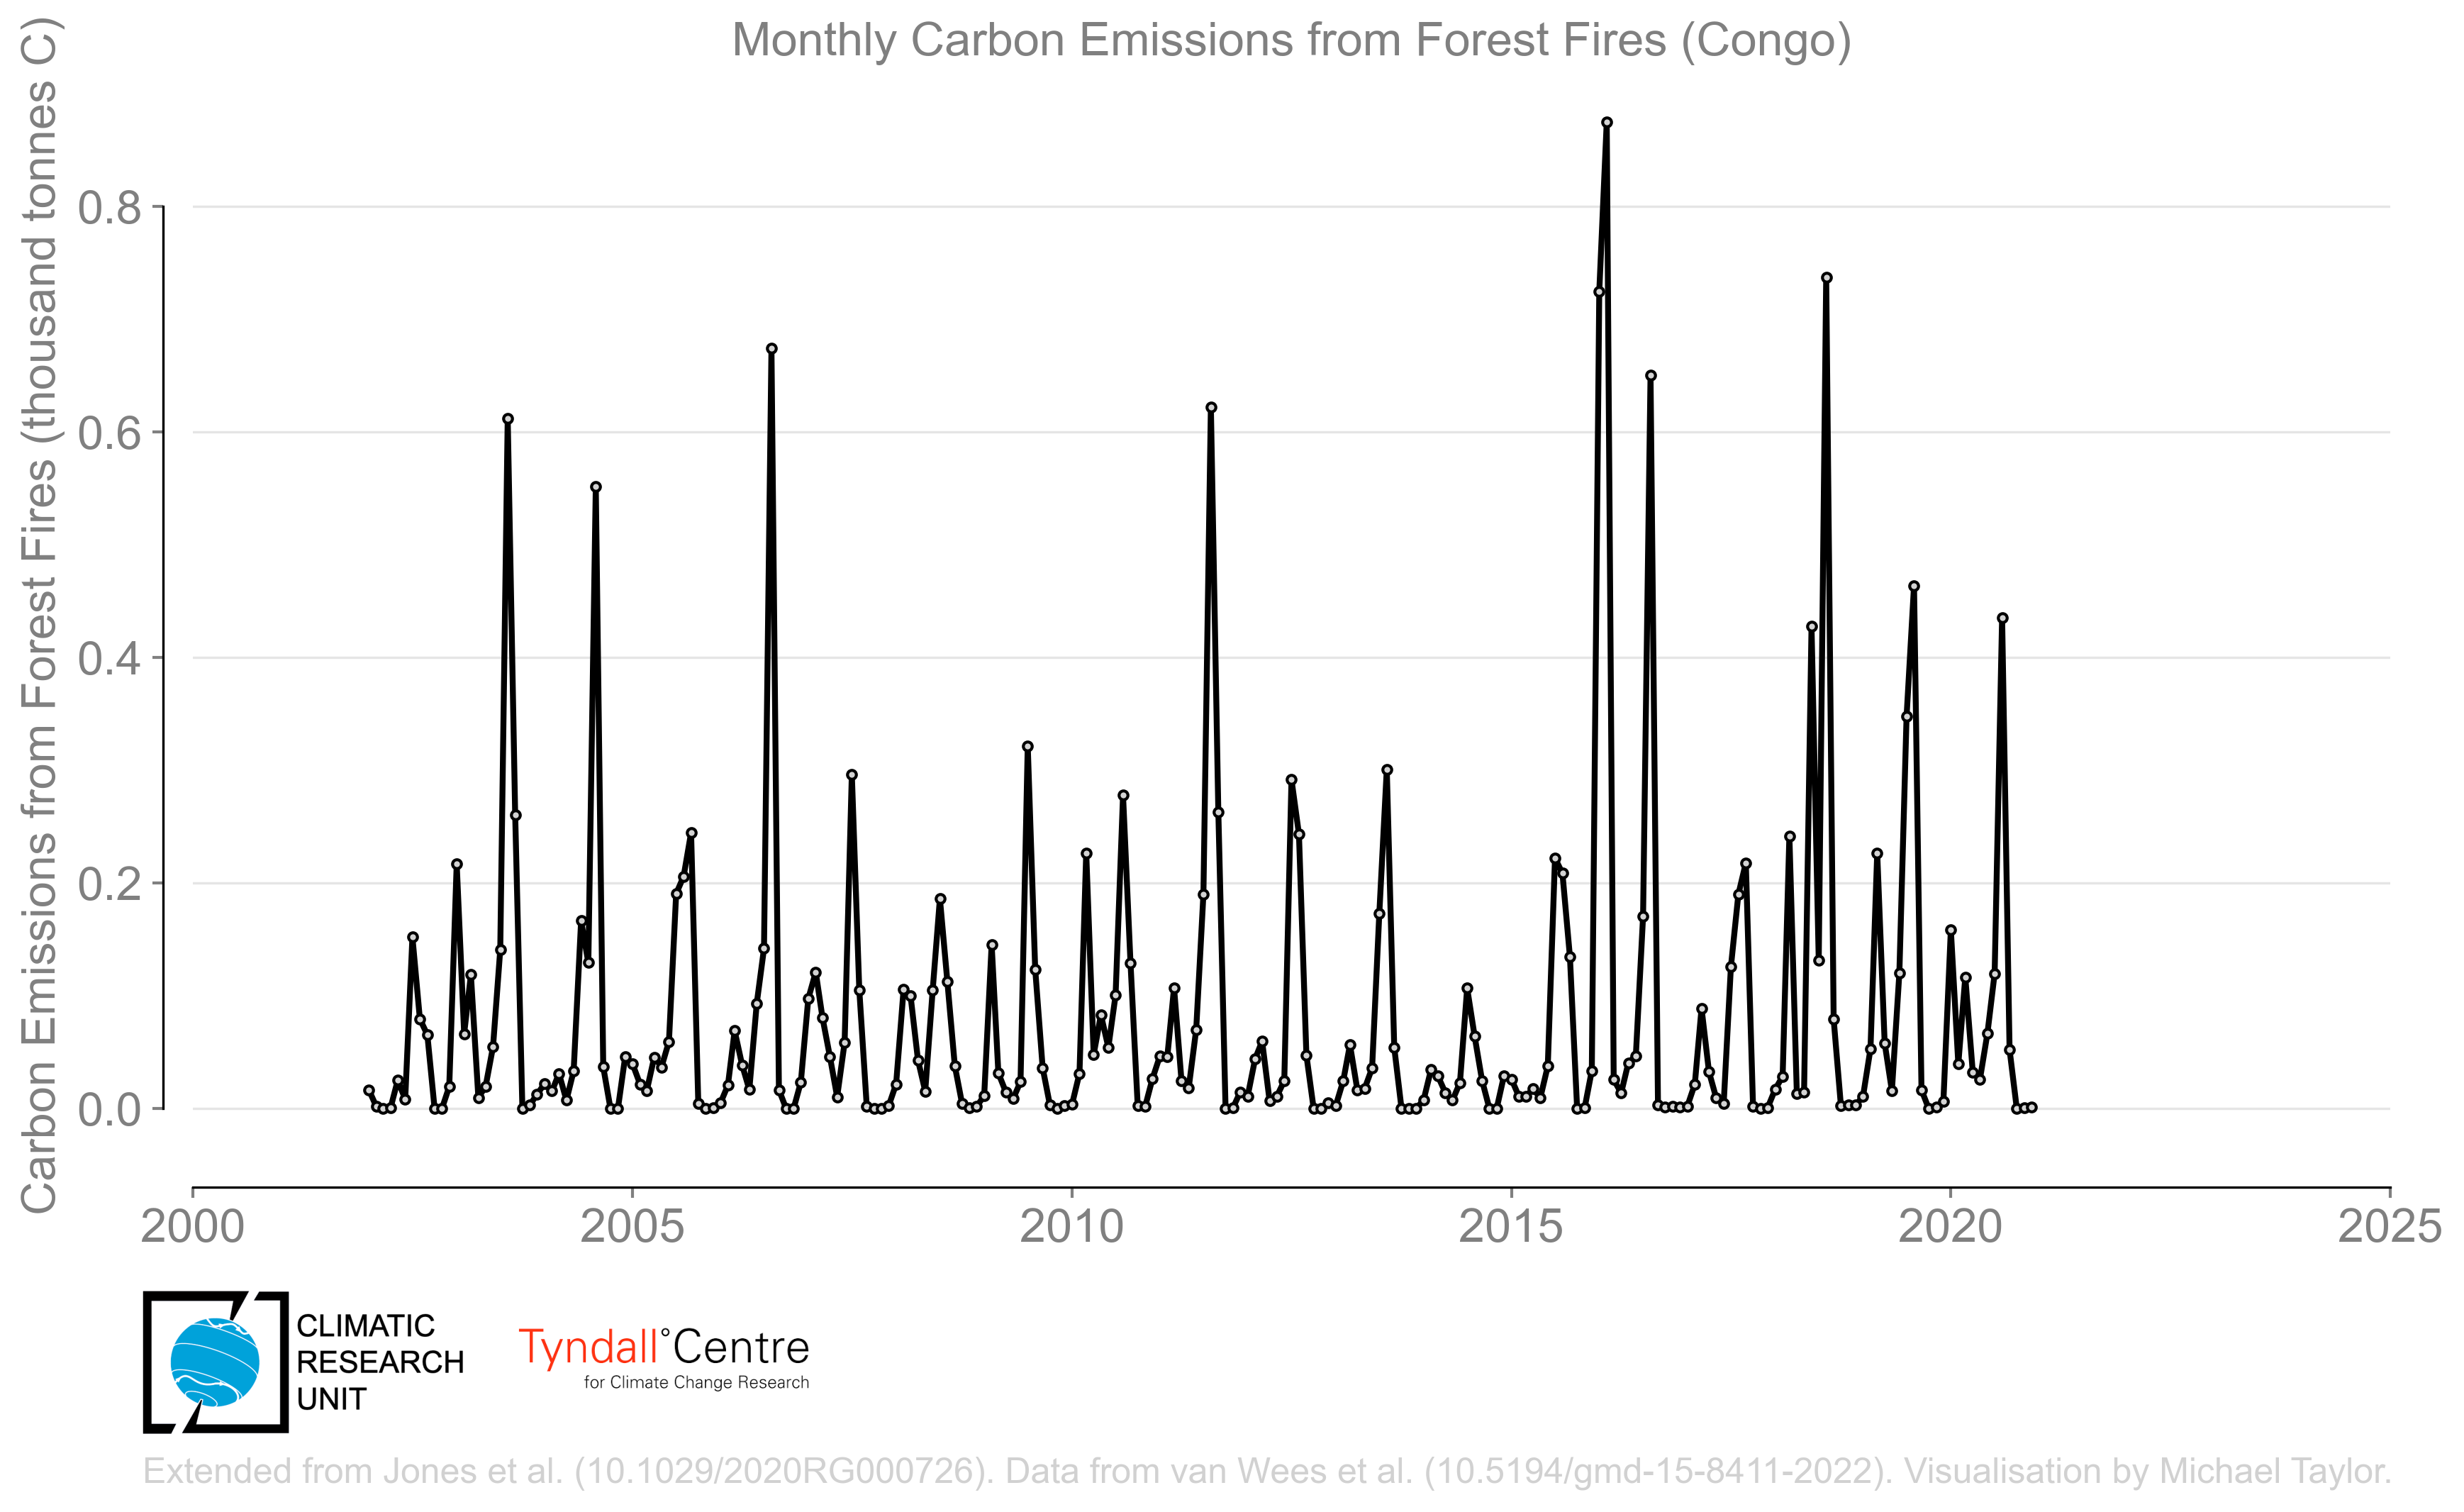 Monthly Carbon Emissions from Forest Fires (Congo)
Carbon Emissions from Forest Fires (thousand tonnes C)
0.8
0.6
0.4
0.2
0.0
2000 2005 2010 2015 2020 2025
CLIMATIC
RESEARCH
UNIT
Tyndall°Centre
for Climate Change Research
Extended from Jones et al. (10.1029/2020RG000726). Data from van Wees et al. (10.5194/gmd-15-8411-2022). Visualisation by Michael Taylor.